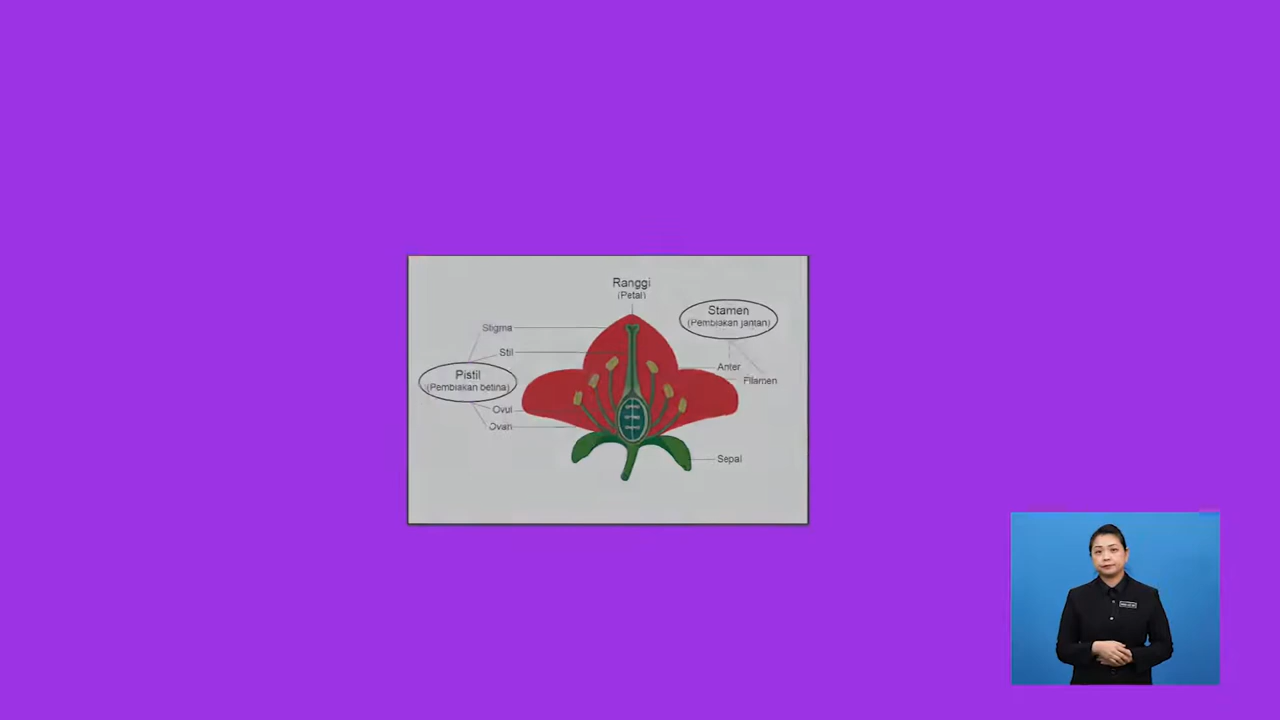 Ranggi
(Petal)
Stamen
(Pembiakan jantan)
Stigma
Stil
Anter
Filamen
Pistil
(Pembiakan betina)
Ovul
Ovari
Sepal